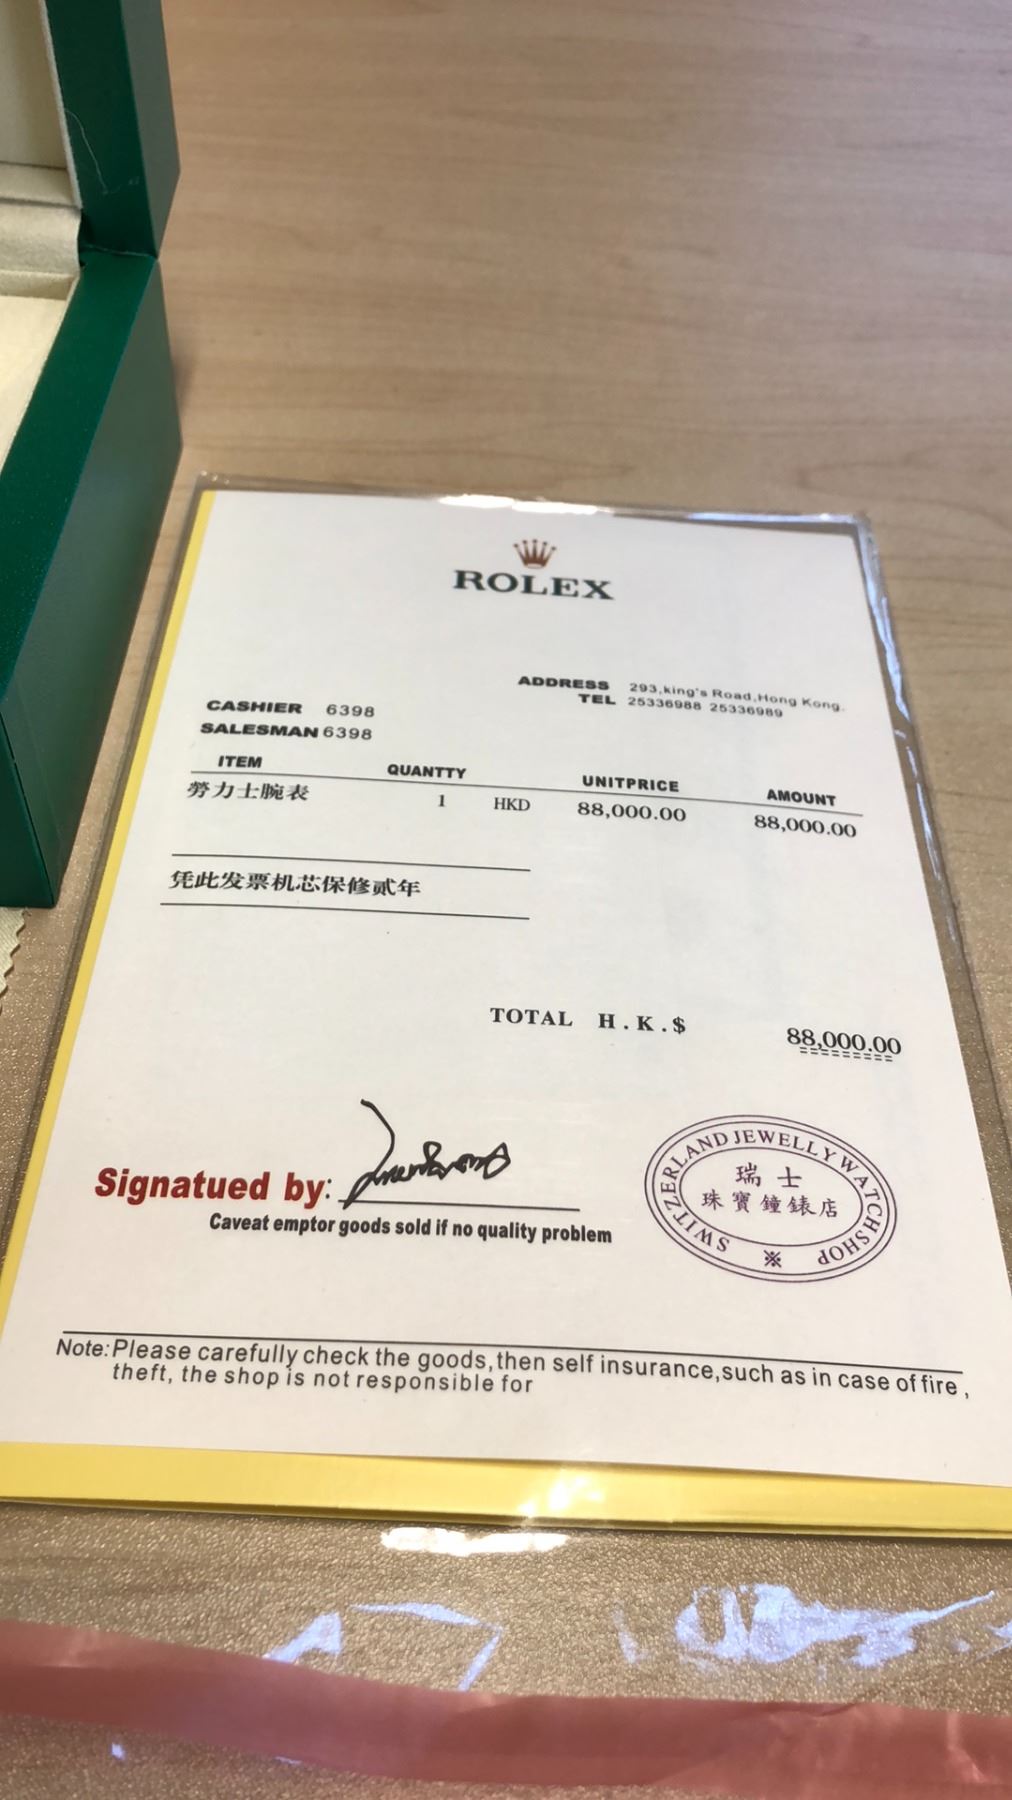 ROLEX
ADDRESS 293,king's Road,Hong Kong.
TEL 25336988 25336989
CASHIER 6398
SALESMAN 6398
ITEM QUANTTY UNITPRICE AMOUNT
勞力士腕表 1 HKD 88,000.00 88,000.00
凭此发票机芯保修贰年
TOTAL H.K.$ 88,000.00
Signatued by:
Caveat emptor goods sold if no quality problem
SWITZERLAND JEWELLY WATCHSHOP
瑞士
珠寶鐘錶店
※
Note:Please carefully check the goods,then self insurance,such as in case of fire,
theft, the shop is not responsible for